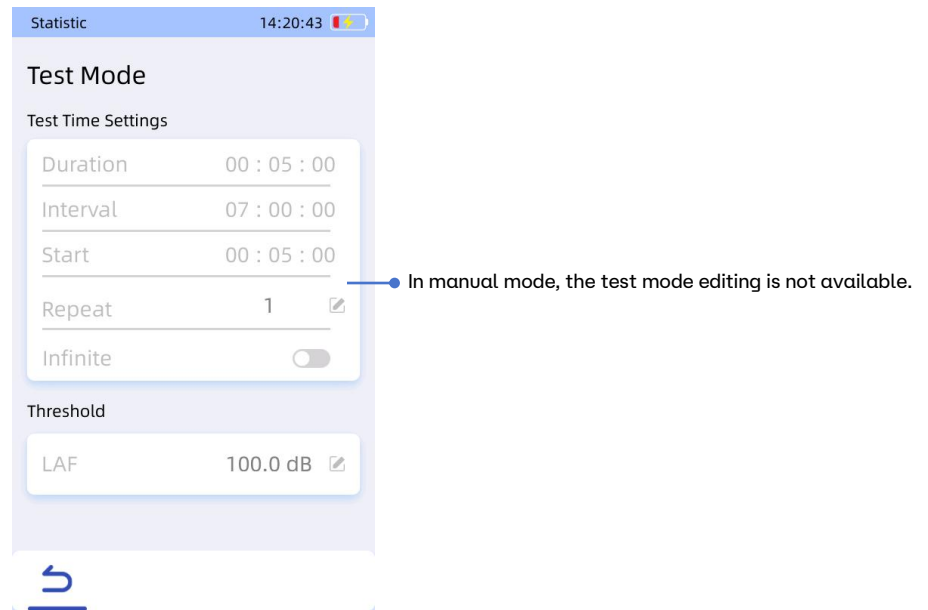 Statistic 14:20:43
Test Mode
Test Time Settings
Duration 00 : 05 : 00
Interval 07 : 00 : 00
Start 00 : 05 : 00
In manual mode, the test mode editing is not available.
Repeat 1
Infinite
Threshold
LAF 100.0 dB